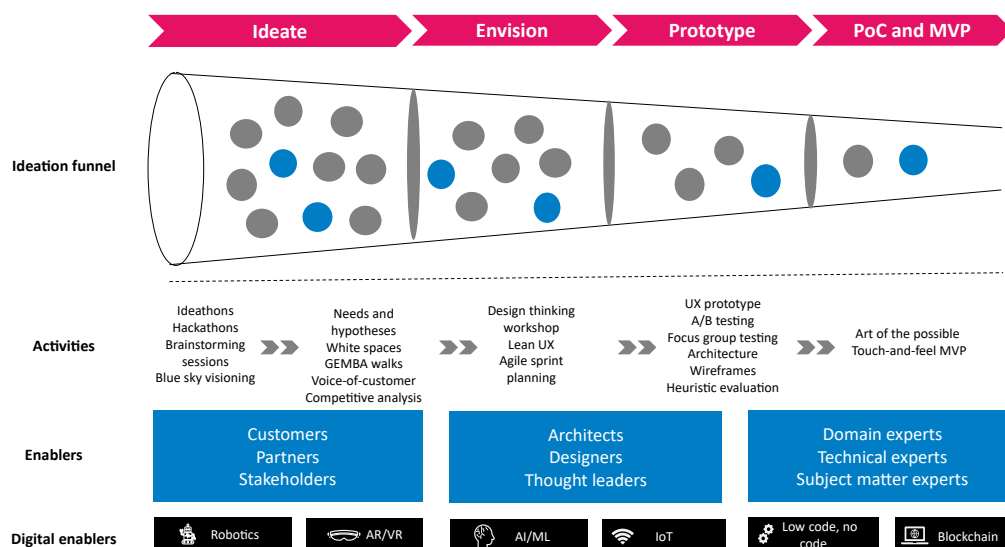 Ideate
Envision
Prototype
PoC and MVP
Ideation funnel
Activities
Ideathons
Hackathons
Brainstorming
sessions
Blue sky visioning
Needs and
hypotheses
White spaces
GEMBA walks
Voice-of-customer
Competitive analysis
Design thinking
workshop
Lean UX
Agile sprint
planning
UX prototype
A/B testing
Focus group testing
Architecture
Wireframes
Heuristic evaluation
Art of the possible
Touch-and-feel MVP
Enablers
Customers
Partners
Stakeholders
Architects
Designers
Thought leaders
Domain experts
Technical experts
Subject matter experts
Digital enablers
Robotics
AR/VR
AI/ML
IoT
Low code, no
code
Blockchain